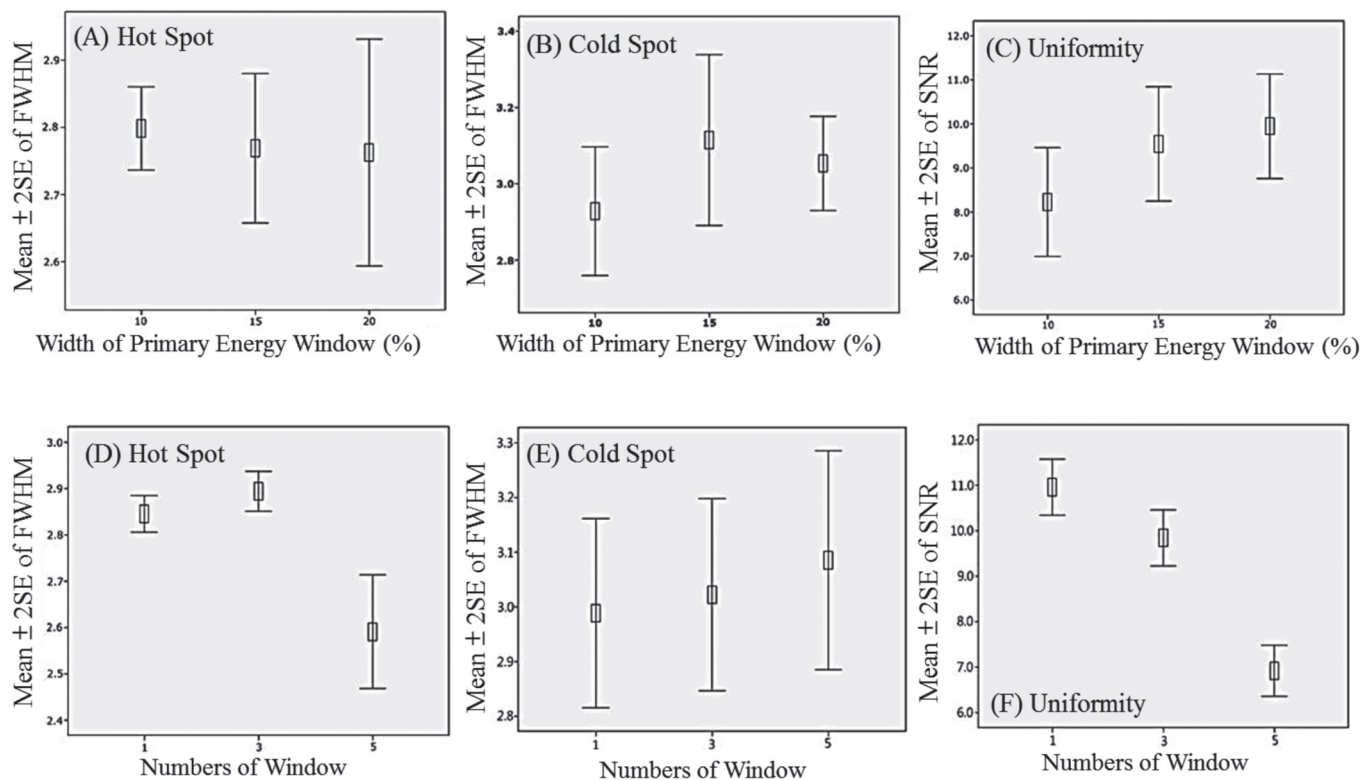 (A) Hot Spot
Mean ± 2SE of FWHM
2.9
2.8
2.7
2.6
10
15
20
Width of Primary Energy Window (%)
(B) Cold Spot
Mean ± 2SE of FWHM
3.4
3.2
3.0
2.8
10
15
20
Width of Primary Energy Window (%)
(C) Uniformity
Mean ± 2SE of SNR
12.0
11.0
10.0
9.0
8.0
7.0
6.0
10
15
20
Width of Primary Energy Window (%)
(D) Hot Spot
Mean ± 2SE of FWHM
3.0
2.9
2.8
2.7
2.6
2.5
2.4
1
3
5
Numbers of Window
(E) Cold Spot
Mean ± 2SE of FWHM
3.3
3.2
3.1
3.0
2.9
2.8
1
3
5
Numbers of Window
(F) Uniformity
Mean ± 2SE of SNR
12.0
11.0
10.0
9.0
8.0
7.0
6.0
1
3
5
Numbers of Window